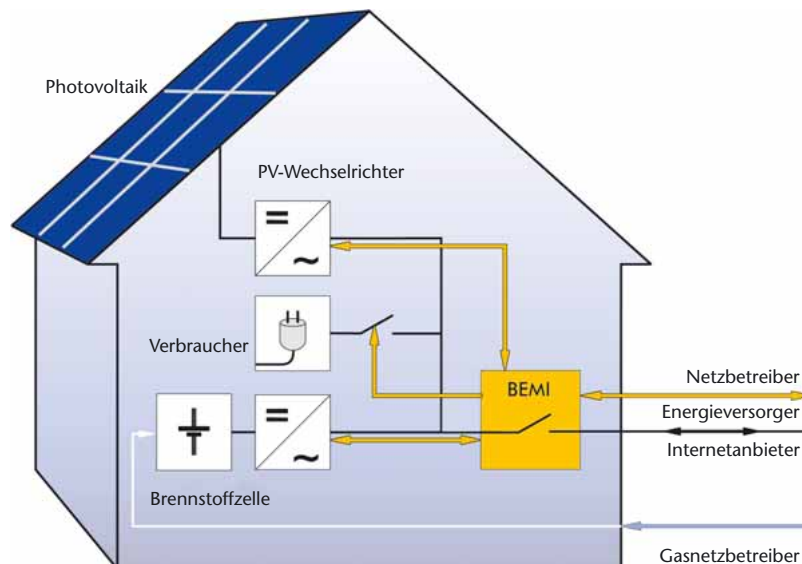 Photovoltaik
PV-Wechselrichter
Verbraucher
BEMI
Netzbetreiber
Energieversorger
Internetanbieter
Brennstoffzelle
Gasnetzbetreiber